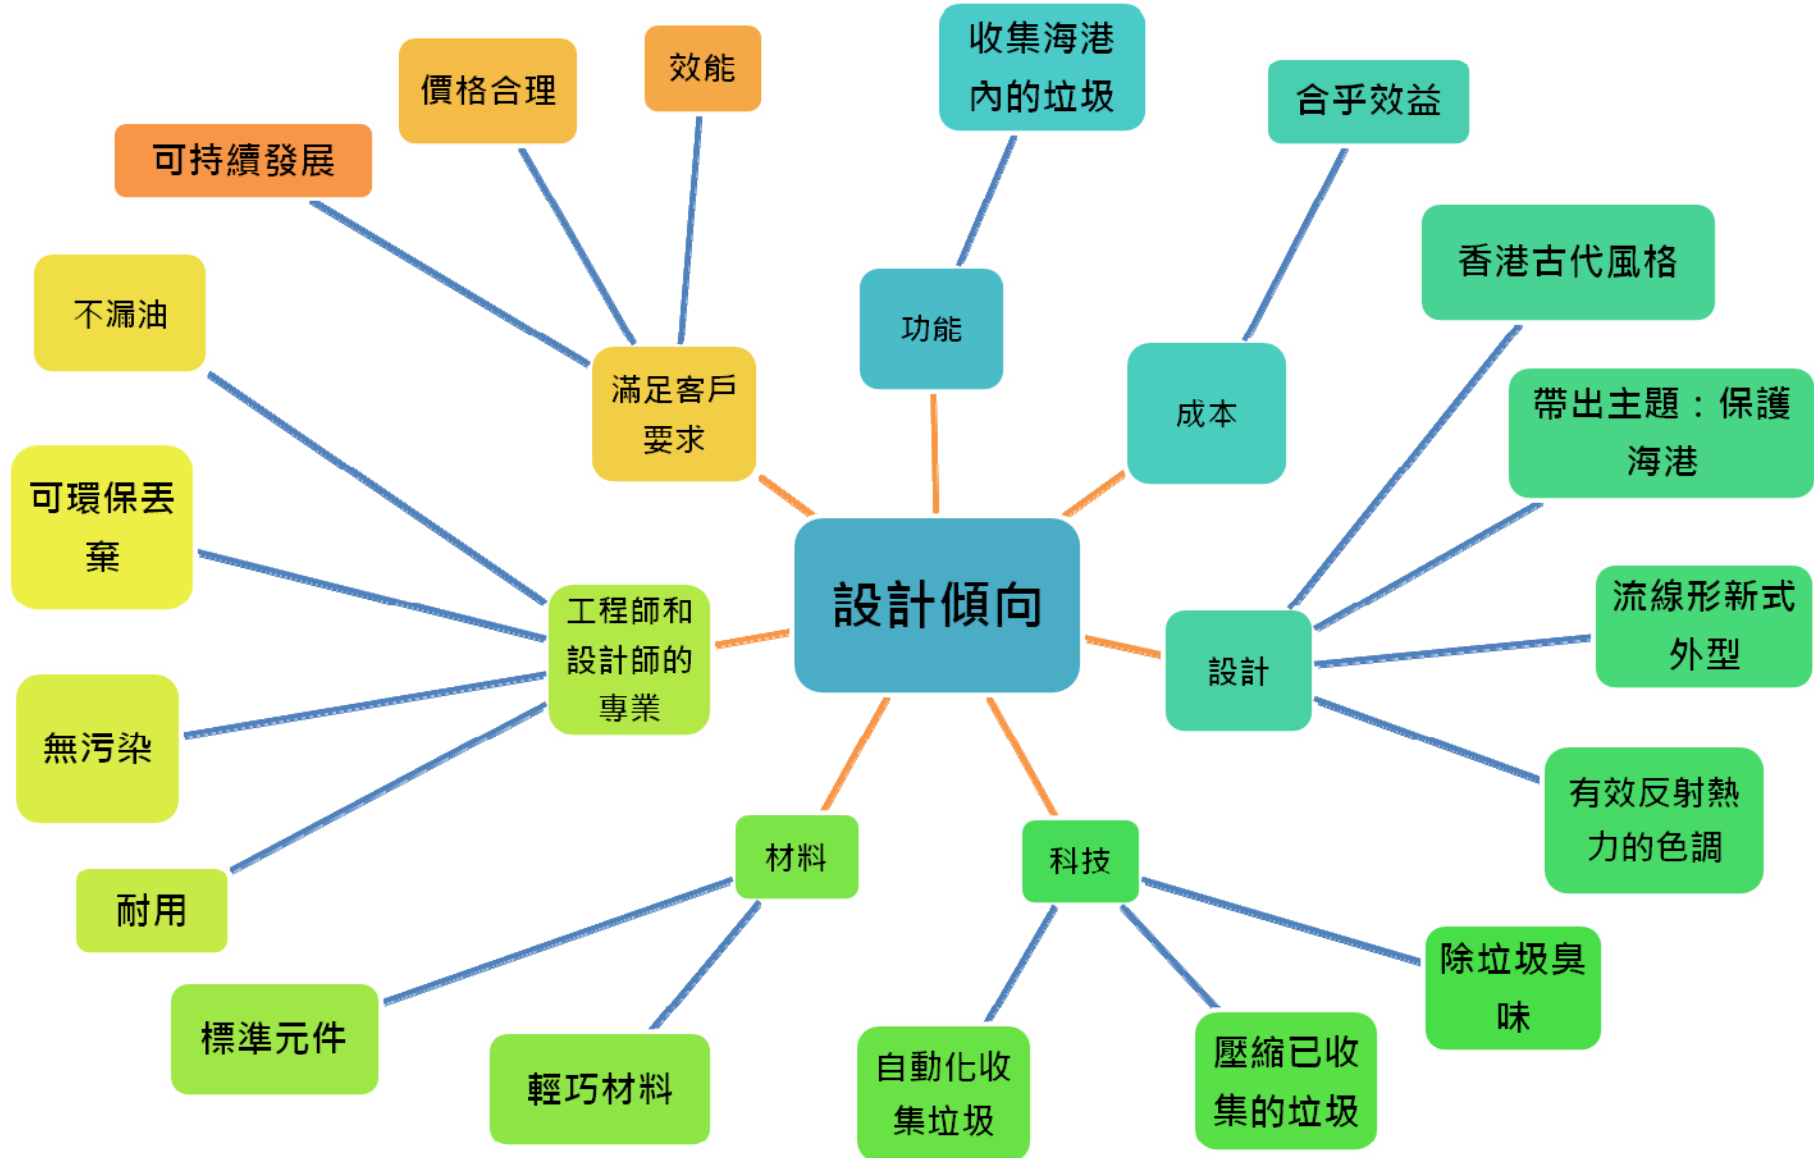 設計傾向
功能
收集海港
內的垃圾
成本
合乎效益
設計
香港古代風格
帶出主題：保護
海港
流線形新式
外型
有效反射熱
力的色調
科技
除垃圾臭
味
壓縮已收
集的垃圾
自動化收
集垃圾
材料
輕巧材料
標準元件
工程師和
設計師的
專業
耐用
無污染
可環保丟
棄
不漏油
滿足客戶
要求
可持續發展
價格合理
效能